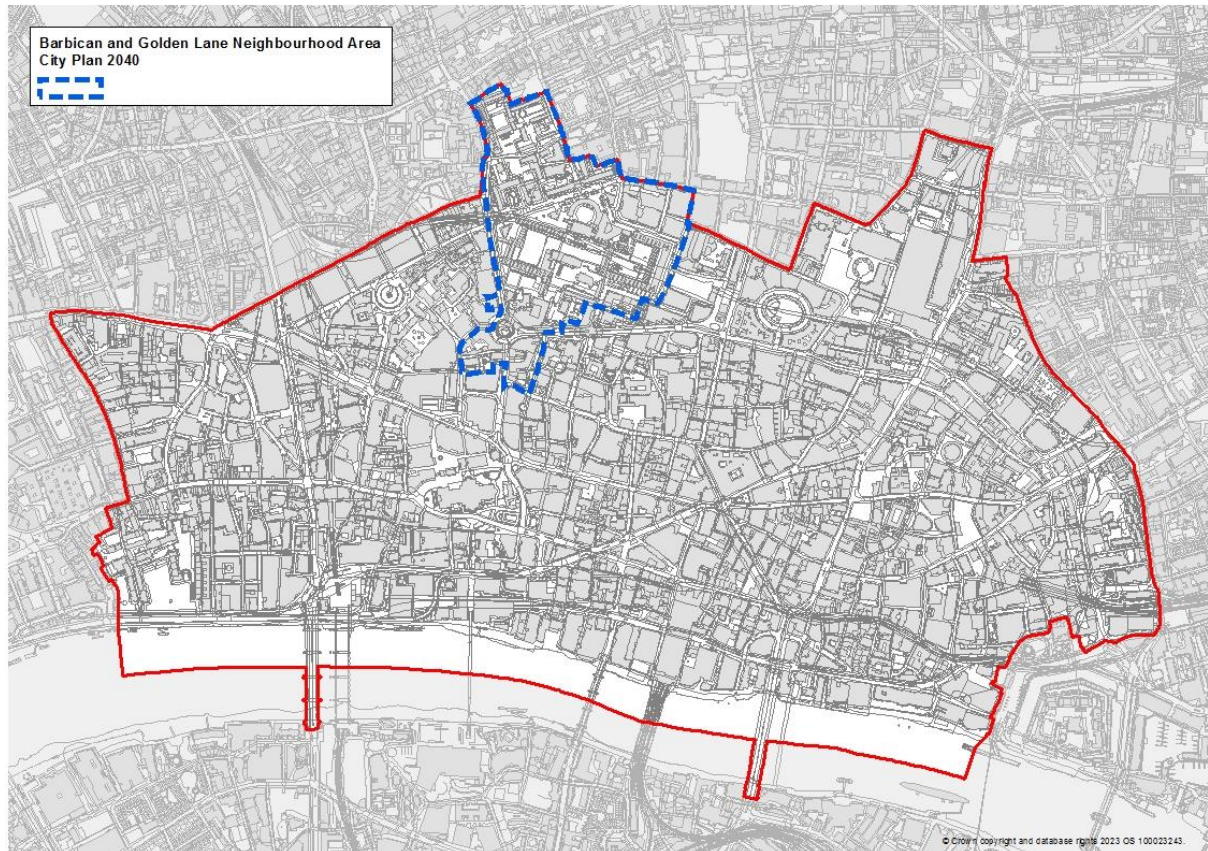 Barbican and Golden Lane Neighbourhood Area
City Plan 2040
© Crown copyright and database rights 2023 OS 100023243.